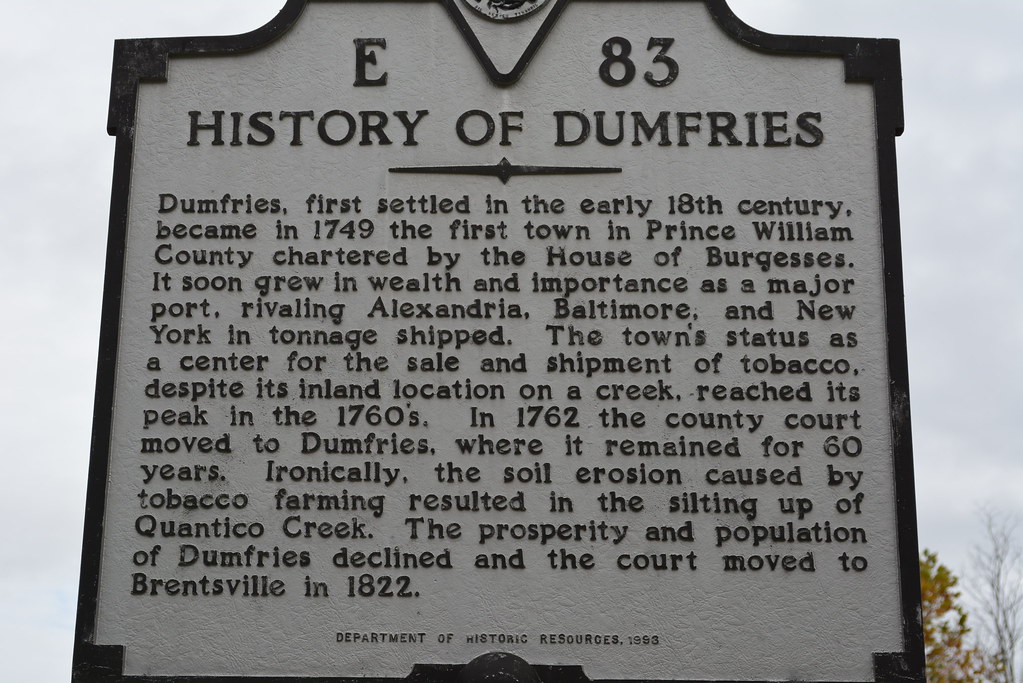 E 83
HISTORY OF DUMFRIES
Dumfries, first settled in the early 18th century,
became in 1749 the first town in Prince William
County chartered by the House of Burgesses.
It soon grew in wealth and importance as a major
port, rivaling Alexandria, Baltimore, and New
York in tonnage shipped. The town's status as
a center for the sale and shipment of tobacco,
despite its inland location on a creek, reached its
peak in the 1760's. In 1762 the county court
moved to Dumfries, where it remained for 60
years. Ironically, the soil erosion caused by
tobacco farming resulted in the silting up of
Quantico Creek. The prosperity and population
of Dumfries declined and the court moved to
Brentsville in 1822.
DEPARTMENT OF HISTORIC RESOURCES, 1993